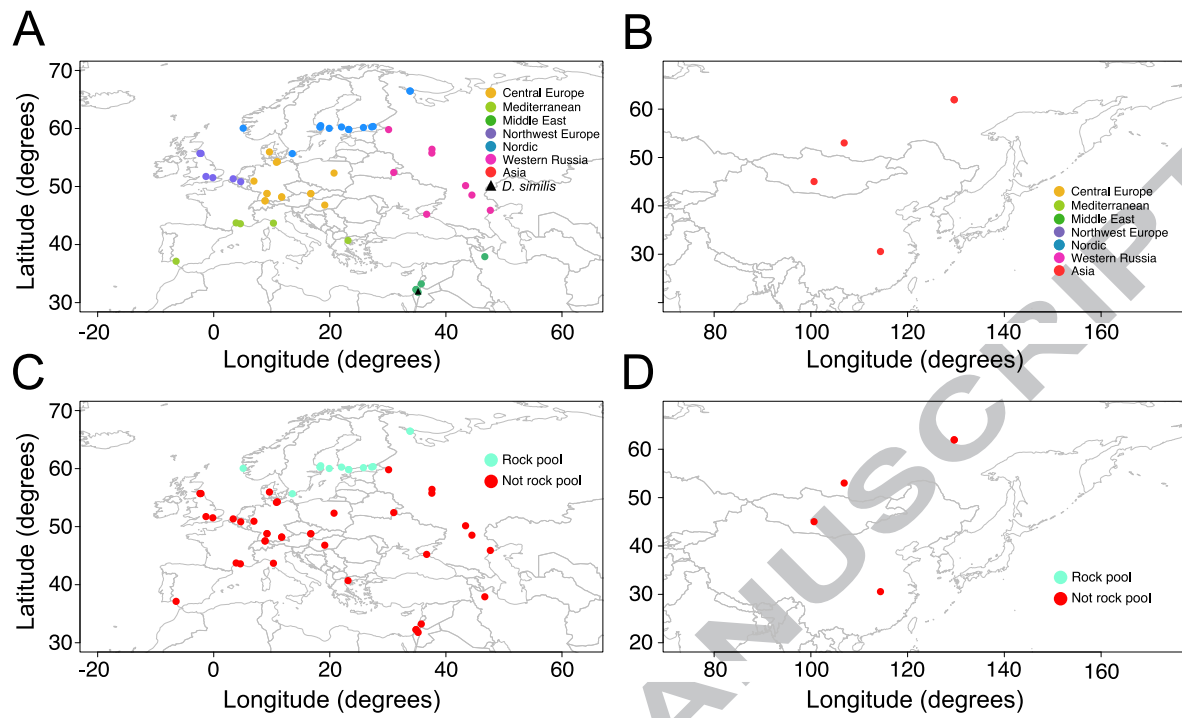 A
70
60
50
40
30
Latitude (degrees)
-20
0
20
40
60
Longitude (degrees)
Central Europe
Mediterranean
Middle East
Northwest Europe
Nordic
Western Russia
Asia
D. similis
B
60
50
40
30
80
100
120
140
160
Longitude (degrees)
Central Europe
Mediterranean
Middle East
Northwest Europe
Nordic
Western Russia
Asia
C
70
60
50
40
30
Latitude (degrees)
-20
0
20
40
60
Longitude (degrees)
Rock pool
Not rock pool
D
60
50
40
30
20
80
100
120
140
160
Longitude (degrees)
Rock pool
Not rock pool
ANUSCRIPT